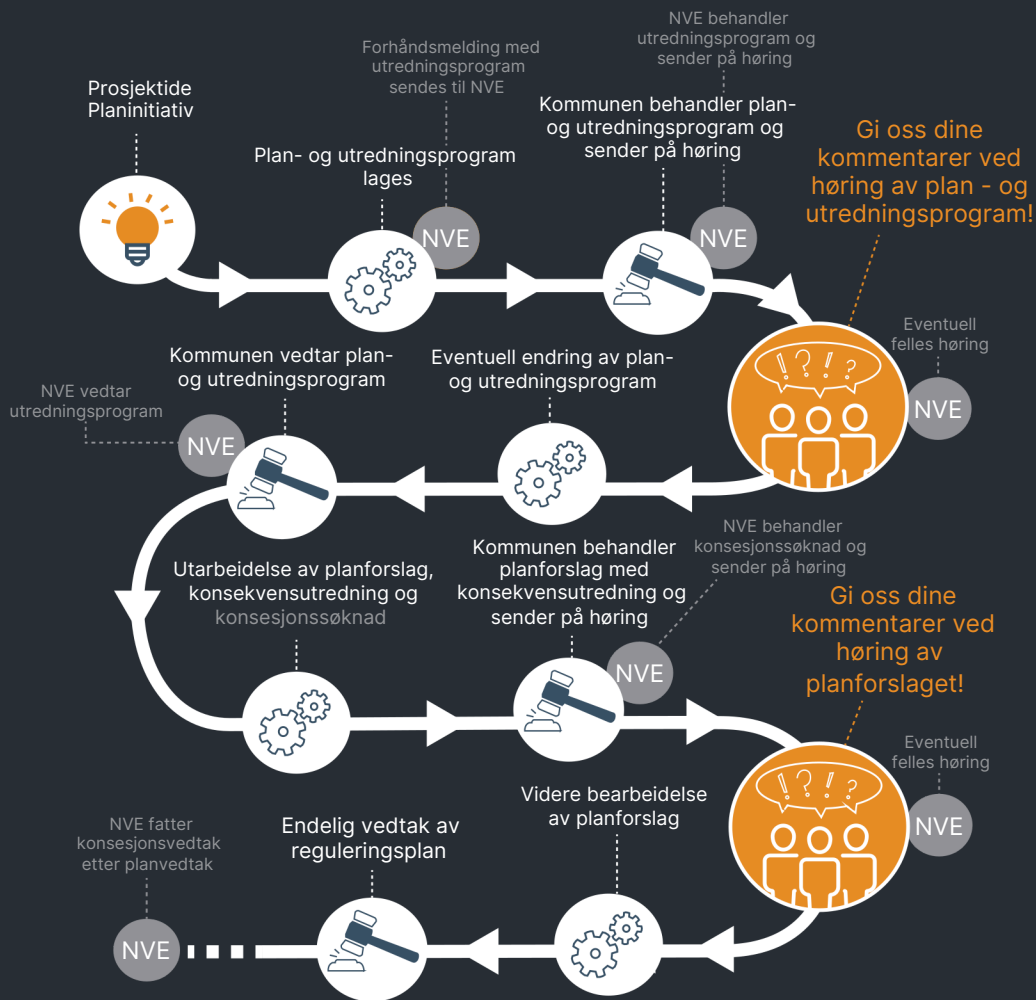 Prosjektide
Planinitiativ
Forhåndsmelding med
utredningsprogram
sendes til NVE
Plan- og utredningsprogram
lages
NVE
NVE behandler
utredningsprogram og
sender på høring
Kommunen behandler plan-
og utredningsprogram og
sender på høring
NVE
Gi oss dine
kommentarer ved
høring av plan - og
utredningsprogram!
! ? ! ?
Eventuell
felles høring
NVE
Eventuell endring av plan-
og utredningsprogram
Kommunen vedtar plan-
og utredningsprogram
NVE vedtar
utredningsprogram
NVE
Utarbeidelse av planforslag,
konsekvensutredning og
konsesjonssøknad
Kommunen behandler
planforslag med
konsekvensutredning og
sender på høring
NVE behandler
konsesjonssøknad og
sender på høring
NVE
Gi oss dine
kommentarer ved
høring av
planforslaget!
! ? ! ?
Eventuell
felles høring
NVE
Videre bearbeidelse
av planforslag
Endelig vedtak av
reguleringsplan
NVE fatter
konsesjonsvedtak
etter planvedtak
NVE